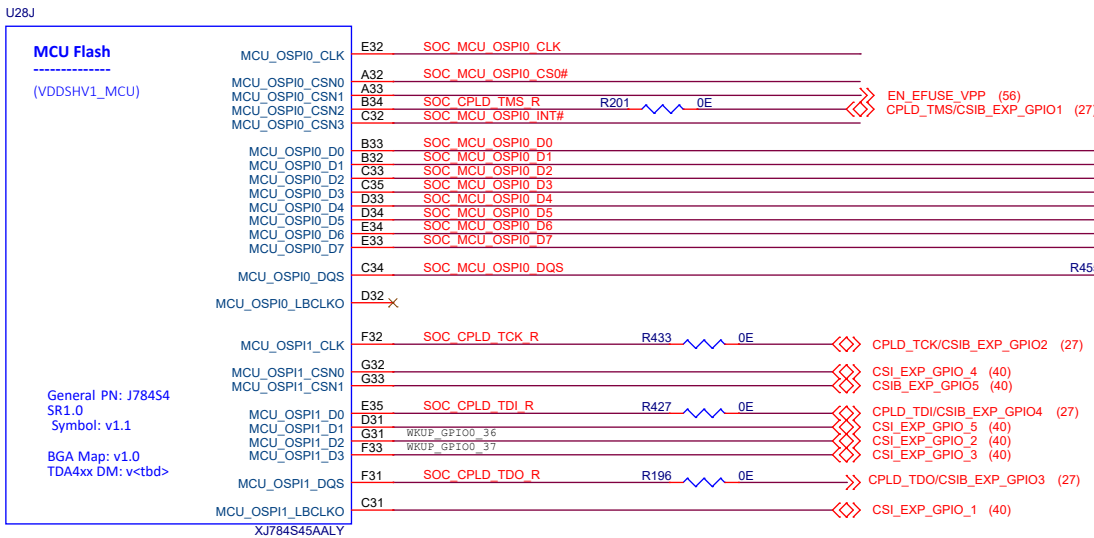 U28J
MCU Flash
--------------
(VDDSHV1_MCU)
MCU_OSPI0_CLK E32 SOC_MCU_OSPI0_CLK
MCU_OSPI0_CSN0 A32 SOC_MCU_OSPI0_CS0#
MCU_OSPI0_CSN1 A33 EN_EFUSE_VPP (56)
MCU_OSPI0_CSN2 B34 SOC_CPLD_TMS_R R201 0E CPLD_TMS/CSIB_EXP_GPIO1 (27)
MCU_OSPI0_CSN3 C32 SOC_MCU_OSPI0_INT#
MCU_OSPI0_D0 B33 SOC_MCU_OSPI0_D0
MCU_OSPI0_D1 B32 SOC_MCU_OSPI0_D1
MCU_OSPI0_D2 C33 SOC_MCU_OSPI0_D2
MCU_OSPI0_D3 C35 SOC_MCU_OSPI0_D3
MCU_OSPI0_D4 D33 SOC_MCU_OSPI0_D4
MCU_OSPI0_D5 D34 SOC_MCU_OSPI0_D5
MCU_OSPI0_D6 E34 SOC_MCU_OSPI0_D6
MCU_OSPI0_D7 E33 SOC_MCU_OSPI0_D7
MCU_OSPI0_DQS C34 SOC_MCU_OSPI0_DQS
MCU_OSPI0_LBCLKO D32
MCU_OSPI1_CLK F32 SOC_CPLD_TCK_R R433 0E CPLD_TCK/CSIB_EXP_GPIO2 (27)
MCU_OSPI1_CSN0 G32 CSI_EXP_GPIO_4 (40)
MCU_OSPI1_CSN1 G33 CSIB_EXP_GPIO5 (40)
MCU_OSPI1_D0 E35 SOC_CPLD_TDI_R R427 0E CPLD_TDI/CSIB_EXP_GPIO4 (27)
MCU_OSPI1_D1 D31 CSI_EXP_GPIO_5 (40)
MCU_OSPI1_D2 G31 WKUP_GPIO0_36 CSI_EXP_GPIO_2 (40)
MCU_OSPI1_D3 F33 WKUP_GPIO0_37 CSI_EXP_GPIO_3 (40)
MCU_OSPI1_DQS F31 SOC_CPLD_TDO_R R196 0E CPLD_TDO/CSIB_EXP_GPIO3 (27)
MCU_OSPI1_LBCLKO C31 CSI_EXP_GPIO_1 (40)
General PN: J784S4
SR1.0
Symbol: v1.1
BGA Map: v1.0
TDA4xx DM: v<tbd>
XJ784S45AALY